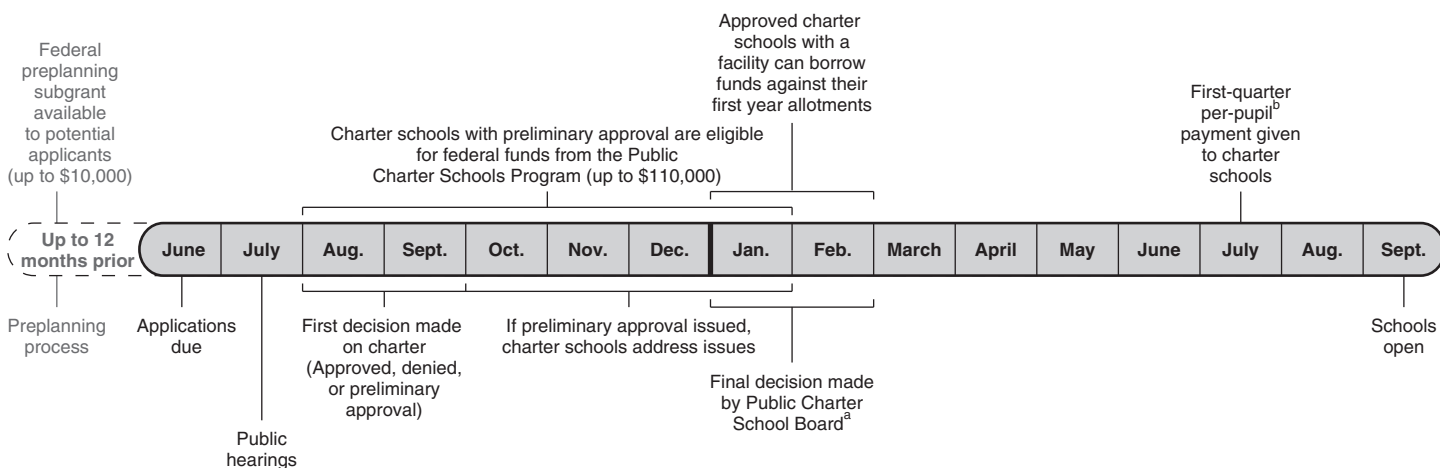 Federal
preplanning
subgrant
available
to potential
applicants
(up to $10,000)
Charter schools with preliminary approval are eligible
for federal funds from the Public
Charter Schools Program (up to $110,000)
Approved charter
schools with a
facility can borrow
funds against their
first year allotments
First-quarter
per-pupilb
payment given
to charter
schools
Up to 12
months prior
June
July
Aug.
Sept.
Oct.
Nov.
Dec.
Jan.
Feb.
March
April
May
June
July
Aug.
Sept.
Preplanning
process
Applications
due
Public
hearings
First decision made
on charter
(Approved, denied,
or preliminary
approval)
If preliminary approval issued,
charter schools address issues
Final decision made
by Public Charter
School Boarda
Schools
open